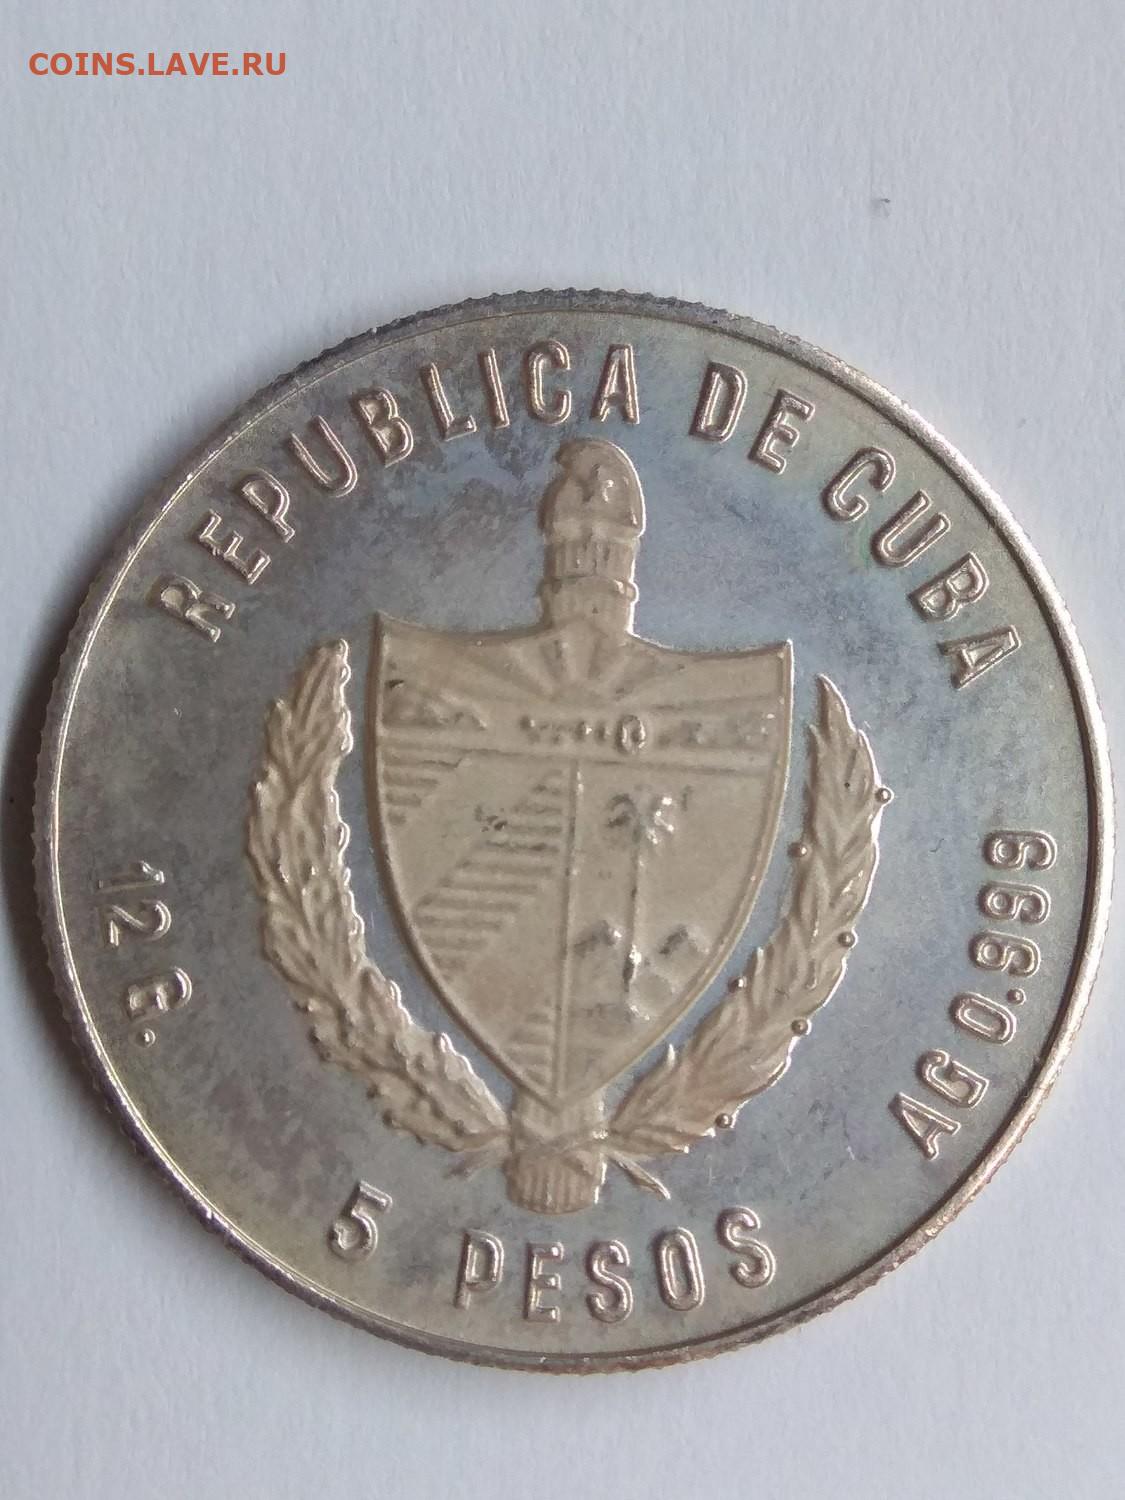 COINS.LAVE.RU
REPUBLICA DE CUBA
12 G.
AG 0.999
5 PESOS